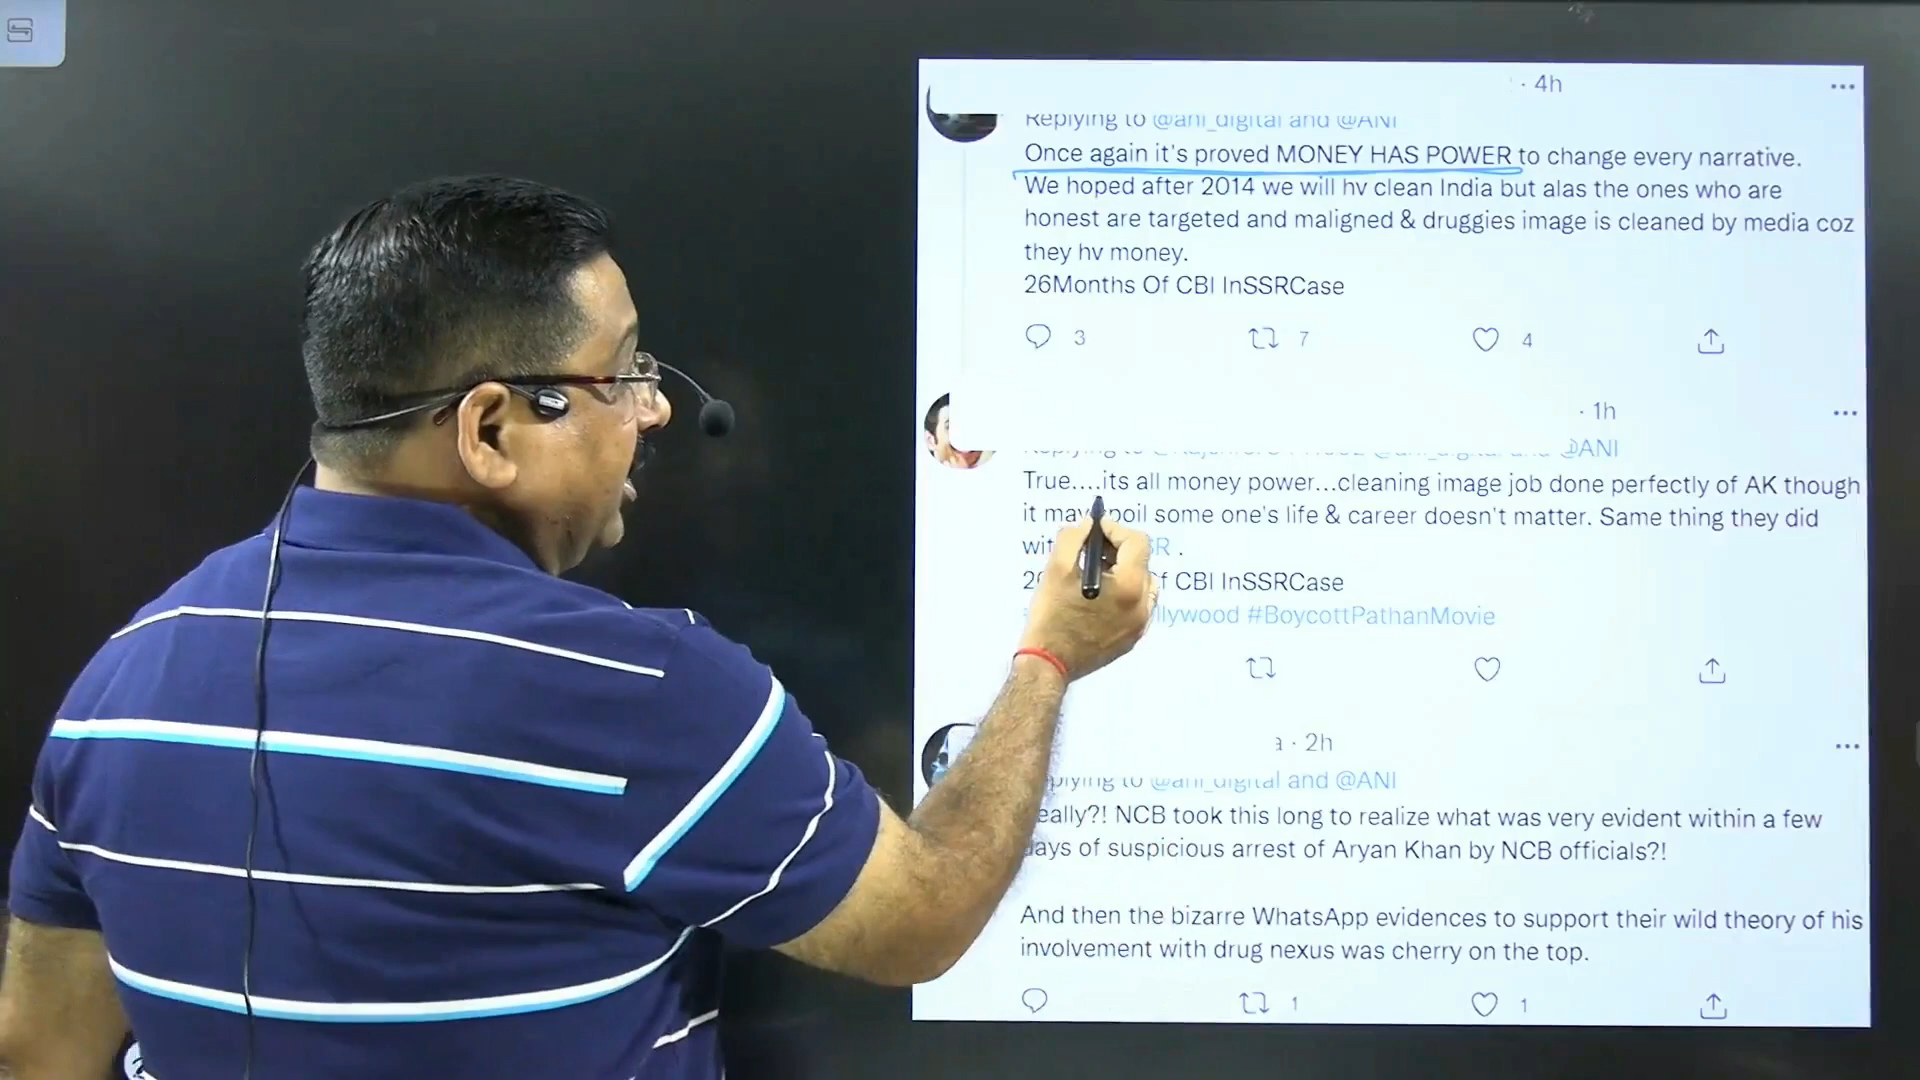 · 4h
Replying to @ani_digital and @ANI
Once again it's proved MONEY HAS POWER to change every narrative.
We hoped after 2014 we will hv clean India but alas the ones who are
honest are targeted and maligned & druggies image is cleaned by media coz
they hv money.
26Months Of CBI InSSRCase
3 7 4
· 1h
@ANI
True....its all money power...cleaning image job done perfectly of AK though
it may spoil some one's life & career doesn't matter. Same thing they did
SR .
Of CBI InSSRCase
llywood #BoycottPathanMovie
a · 2h
plying to @ani_digital and @ANI
eally?! NCB took this long to realize what was very evident within a few
days of suspicious arrest of Aryan Khan by NCB officials?!
And then the bizarre WhatsApp evidences to support their wild theory of his
involvement with drug nexus was cherry on the top.
1 1